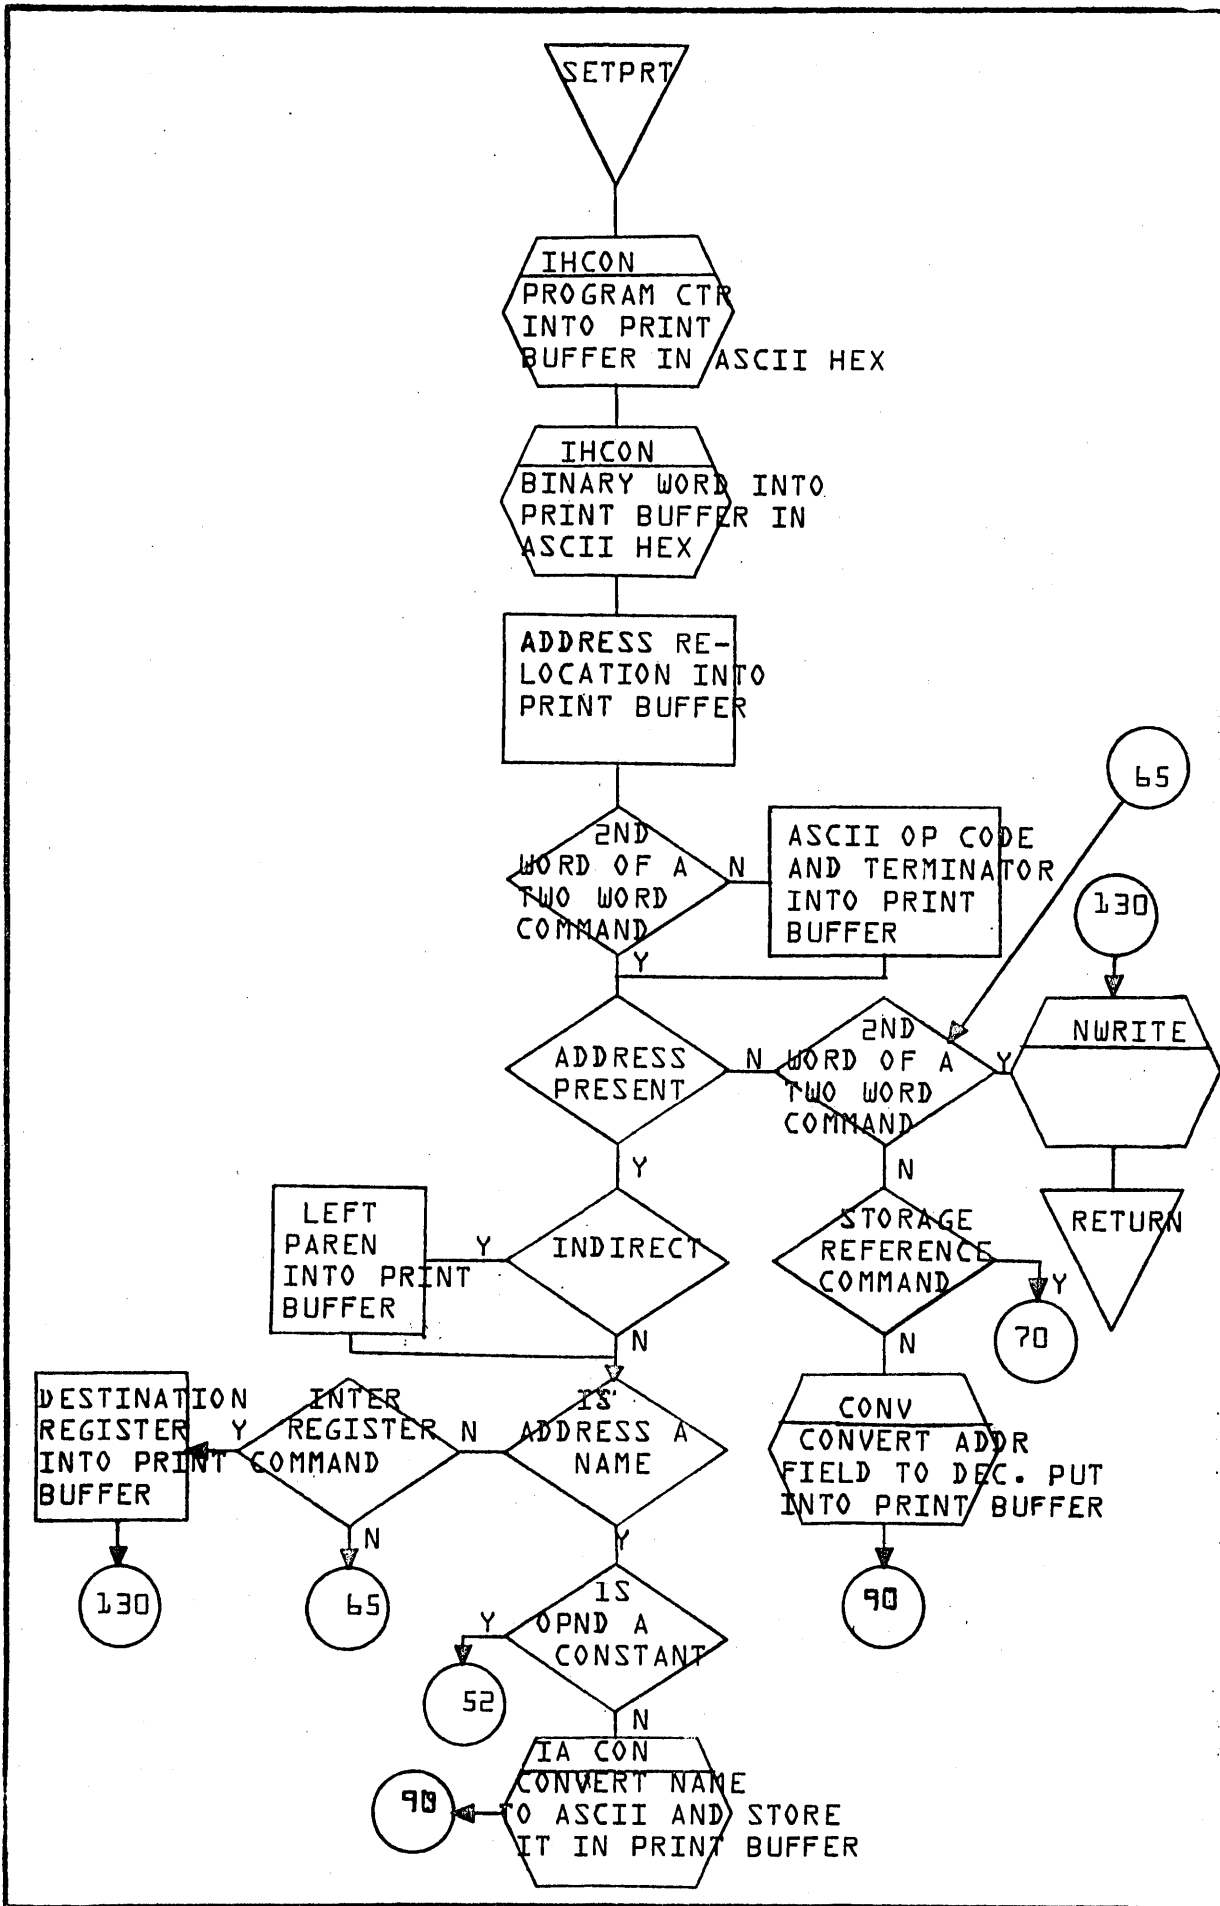 SETPRT
IHCON
PROGRAM CTR
INTO PRINT
BUFFER IN ASCII HEX
IHCON
BINARY WORD INTO
PRINT BUFFER IN
ASCII HEX
ADDRESS RE-
LOCATION INTO
PRINT BUFFER
65
2ND
WORD OF A
TWO WORD
COMMAND
N
Y
ASCII OP CODE
AND TERMINATOR
INTO PRINT
BUFFER
130
ADDRESS
PRESENT
N
Y
2ND
WORD OF A
TWO WORD
COMMAND
Y
N
NWRITE
RETURN
LEFT
PAREN
INTO PRINT
BUFFER
Y
INDIRECT
N
STORAGE
REFERENCE
COMMAND
Y
N
70
DESTINATION
REGISTER
INTO PRINT
BUFFER
Y
INTER
REGISTER
COMMAND
N
N
IS
ADDRESS A
NAME
Y
CONV
CONVERT ADDR
FIELD TO DEC. PUT
INTO PRINT BUFFER
130
65
90
Y
IS
OPND A
CONSTANT
N
52
90
IA CON
CONVERT NAME
TO ASCII AND STORE
IT IN PRINT BUFFER